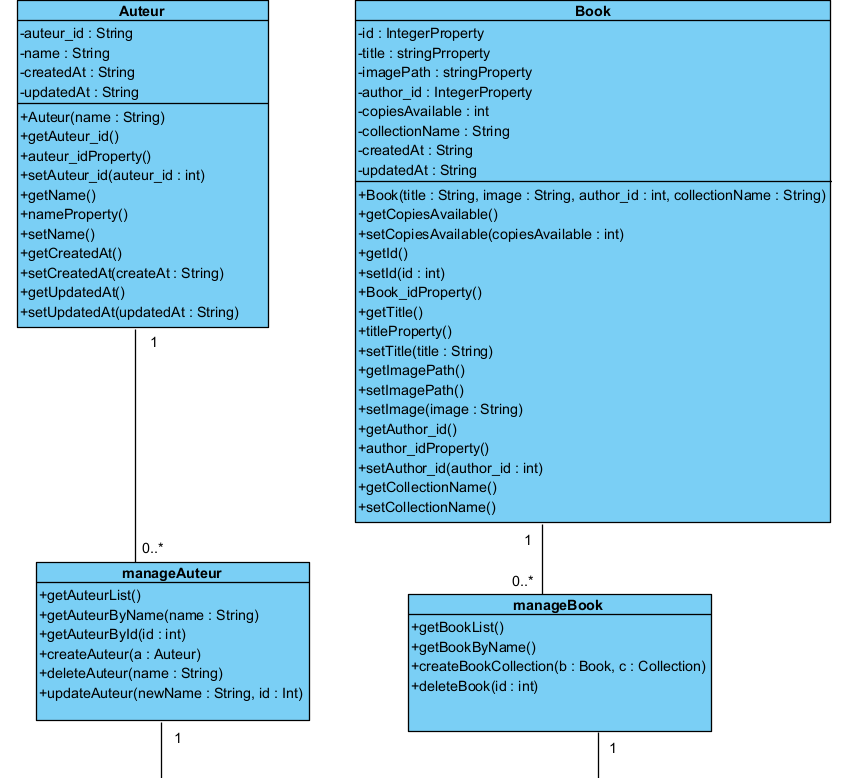 Auteur
-auteur_id : String
-name : String
-createdAt : String
-updatedAt : String
+Auteur(name : String)
+getAuteur_id()
+auteur_idProperty()
+setAuteur_id(auteur_id : int)
+getName()
+nameProperty()
+setName()
+getCreatedAt()
+setCreatedAt(createAt : String)
+getUpdatedAt()
+setUpdatedAt(updatedAt : String)
1
0..*
manageAuteur
+getAuteurList()
+getAuteurByName(name : String)
+getAuteurById(id : int)
+createAuteur(a : Auteur)
+deleteAuteur(name : String)
+updateAuteur(newName : String, id : Int)
1
Book
-id : IntegerProperty
-title : stringPrroperty
-imagePath : stringProperty
-author_id : IntegerProperty
-copiesAvailable : int
-collectionName : String
-createdAt : String
-updatedAt : String
+Book(title : String, image : String, author_id : int, collectionName : String)
+getCopiesAvailable()
+setCopiesAvailable(copiesAvailable : int)
+getId()
+setId(id : int)
+Book_idProperty()
+getTitle()
+titleProperty()
+setTitle(title : String)
+getImagePath()
+setImagePath()
+setImage(image : String)
+getAuthor_id()
+author_idProperty()
+setAuthor_id(author_id : int)
+getCollectionName()
+setCollectionName()
1
0..*
manageBook
+getBookList()
+getBookByName()
+createBookCollection(b : Book, c : Collection)
+deleteBook(id : int)
1